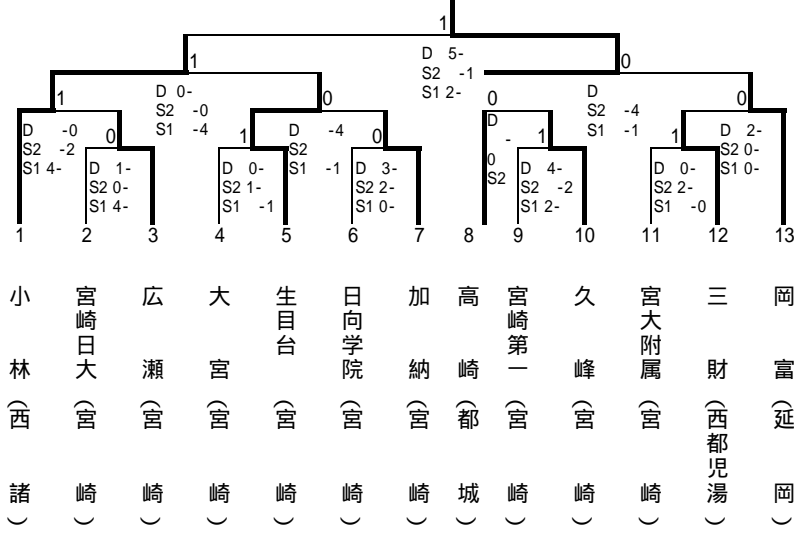 1
D 5-
S2 -1
S1 2-
1
0
D 0-
S2 -0
S1 -4
D
S2 -4
S1 -1
1
D -0
S2 -2
S1 4-
0
D -4
S2
S1 -1
0
D
-
0
S2
0
D 2-
S2 0-
S1 0-
0
D 1-
S2 0-
S1 4-
1
D 0-
S2 1-
S1 -1
0
D 3-
S2 2-
S1 0-
1
D 4-
S2 -2
S1 2-
1
D 0-
S2 2-
S1 -0
1 2 3 4 5 6 7 8 9 10 11 12 13
小林(西諸)
宮崎日大(宮崎)
広瀬(宮崎)
大宮(宮崎)
生目台(宮崎)
日向学院(宮崎)
加納(宮崎)
高崎(都城)
宮崎第一(宮崎)
久峰(宮崎)
宮大附属(宮崎)
三財(西都児湯)
岡富(延岡)